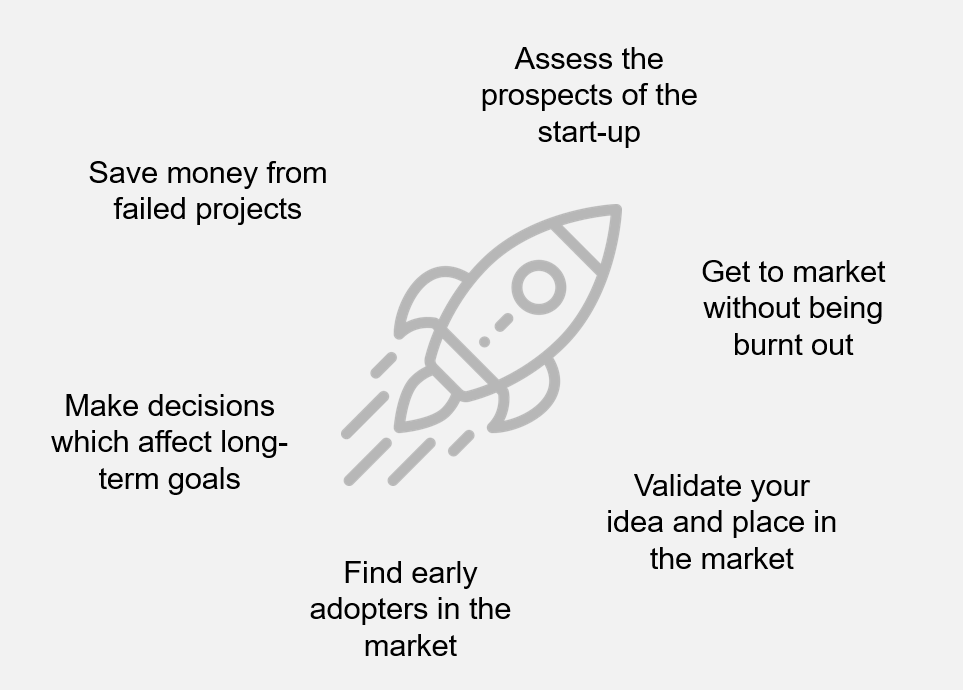 Assess the
prospects of the
start-up
Save money from
failed projects
Get to market
without being
burnt out
Make decisions
which affect long-
term goals
Validate your
idea and place in
the market
Find early
adopters in the
market